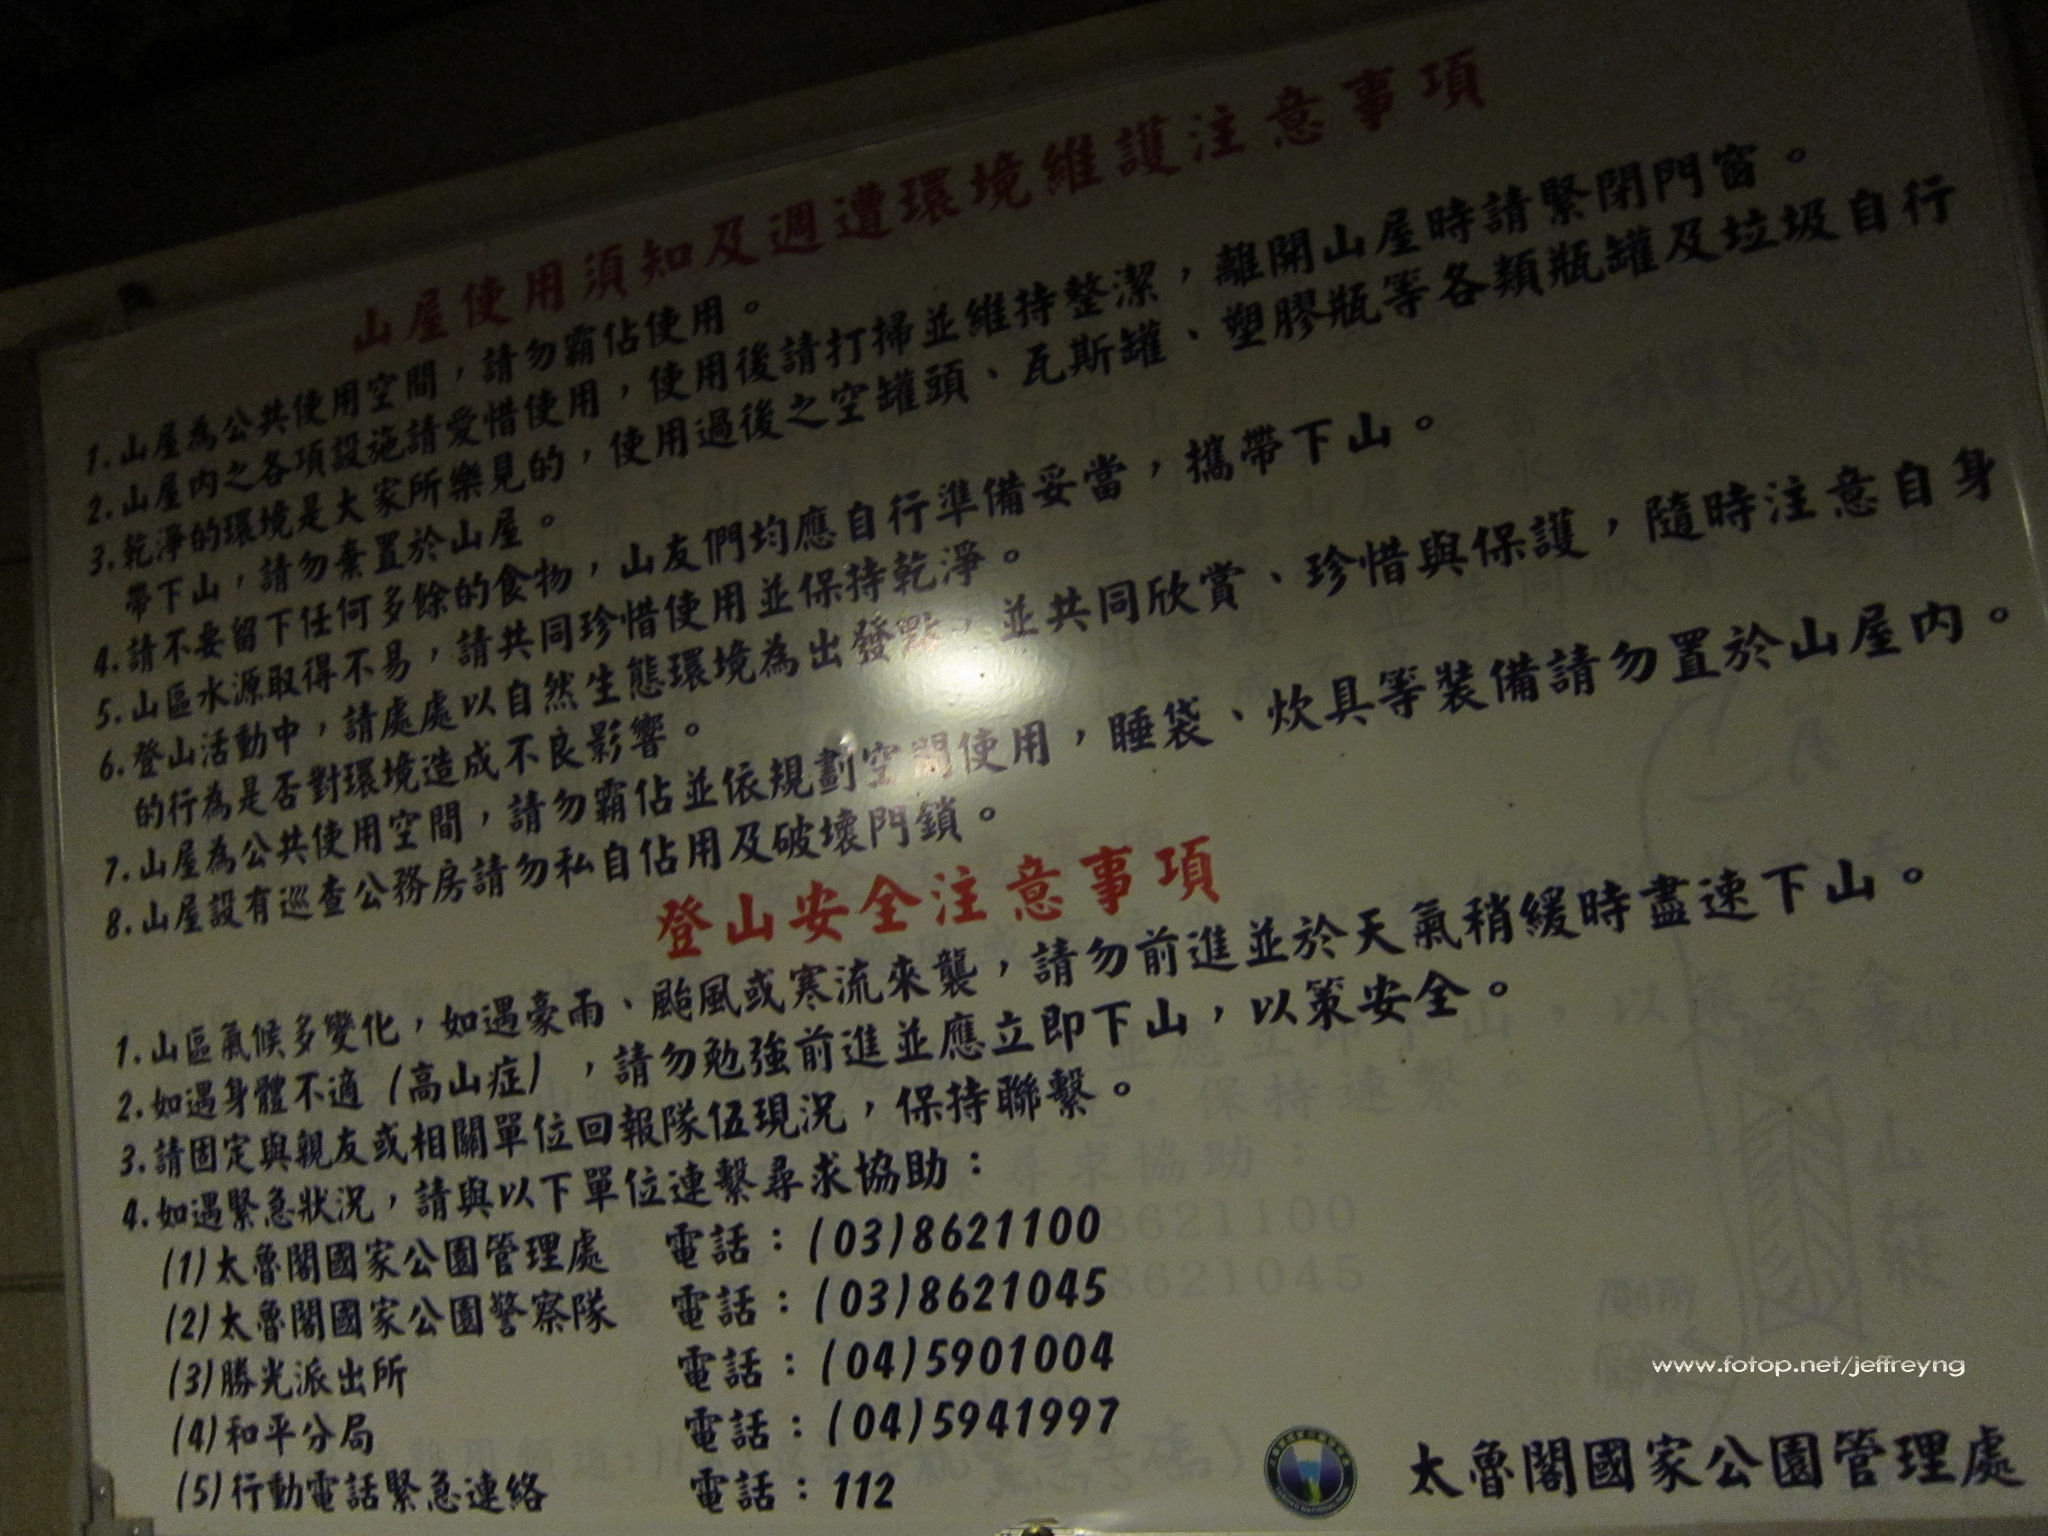 山屋使用須知及週遭環境維護注意事項
1.山屋為公共使用空間，請勿霸佔使用。
2.山屋內之各項設施請愛惜使用，使用後請打掃並維持整潔，離開山屋時請緊閉門窗。
3.乾淨的環境是大家所樂見的，使用過後之空罐頭、瓦斯罐、塑膠瓶等各類瓶罐及垃圾自行
帶下山，請勿棄置於山屋。
4.請不要留下任何多餘的食物，山友們均應自行準備妥當，攜帶下山。
5.山區水源取得不易，請共同珍惜使用並保持乾淨。
6.登山活動中，請處處以自然生態環境為出發點，並共同欣賞、珍惜與保護，隨時注意自身
的行為是否對環境造成不良影響。
7.山屋為公共使用空間，請勿霸佔並依規劃空間使用，睡袋、炊具等裝備請勿置於山屋內。
8.山屋設有巡查公務房請勿私自佔用及破壞門鎖。
登山安全注意事項
1.山區氣候多變化，如遇豪雨、颱風或寒流來襲，請勿前進並於天氣稍緩時盡速下山。
2.如遇身體不適（高山症），請勿勉強前進並應立即下山，以策安全。
3.請固定與親友或相關單位回報隊伍現況，保持聯繫。
4.如遇緊急狀況，請與以下單位連繫尋求協助：
(1)太魯閣國家公園管理處 電話：(03)8621100
(2)太魯閣國家公園警察隊 電話：(03)8621045
(3)勝光派出所 電話：(04)5901004
(4)和平分局 電話：(04)5941997
(5)行動電話緊急連絡 電話：112
太魯閣國家公園管理處
www.fotop.net/jeffreyng